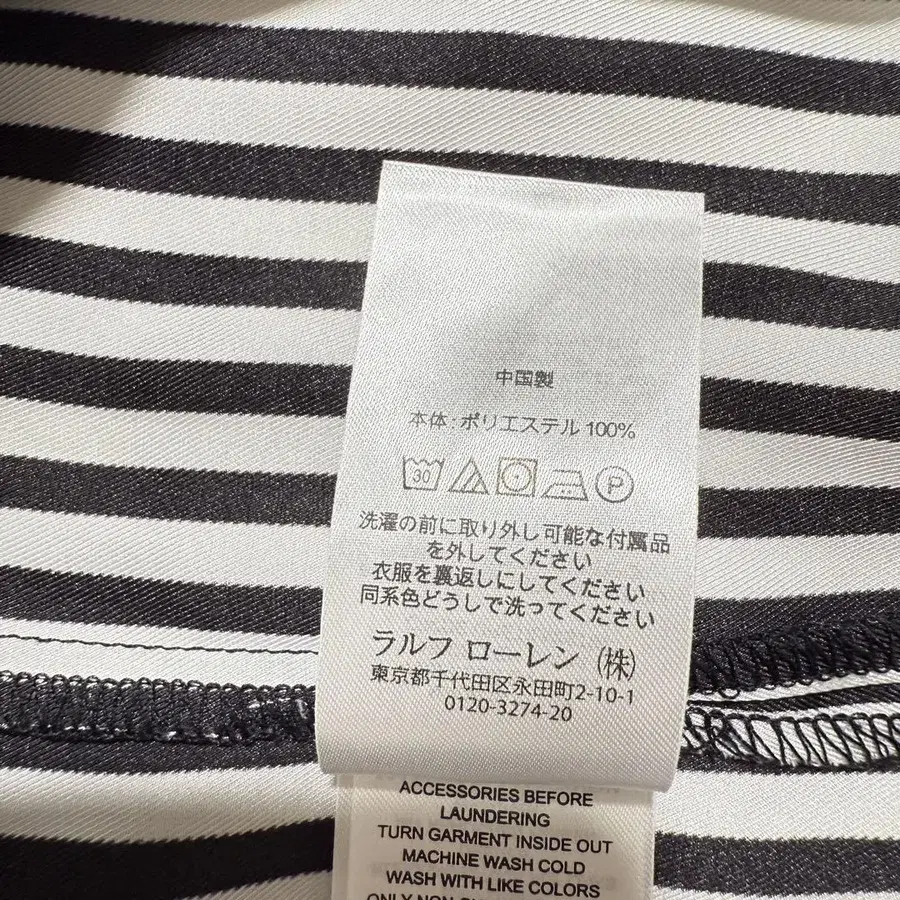 中国製
本体:ポリエステル 100%
30 P
洗濯の前に取り外し可能な付属品
を外してください
衣服を裏返しにしてください
同系色どうしで洗ってください
ラルフ ローレン (株)
東京都千代田区永田町2-10-1
0120-3274-20
ACCESSORIES BEFORE
LAUNDERING
TURN GARMENT INSIDE OUT
MACHINE WASH COLD
WASH WITH LIKE COLORS
ONLY NON